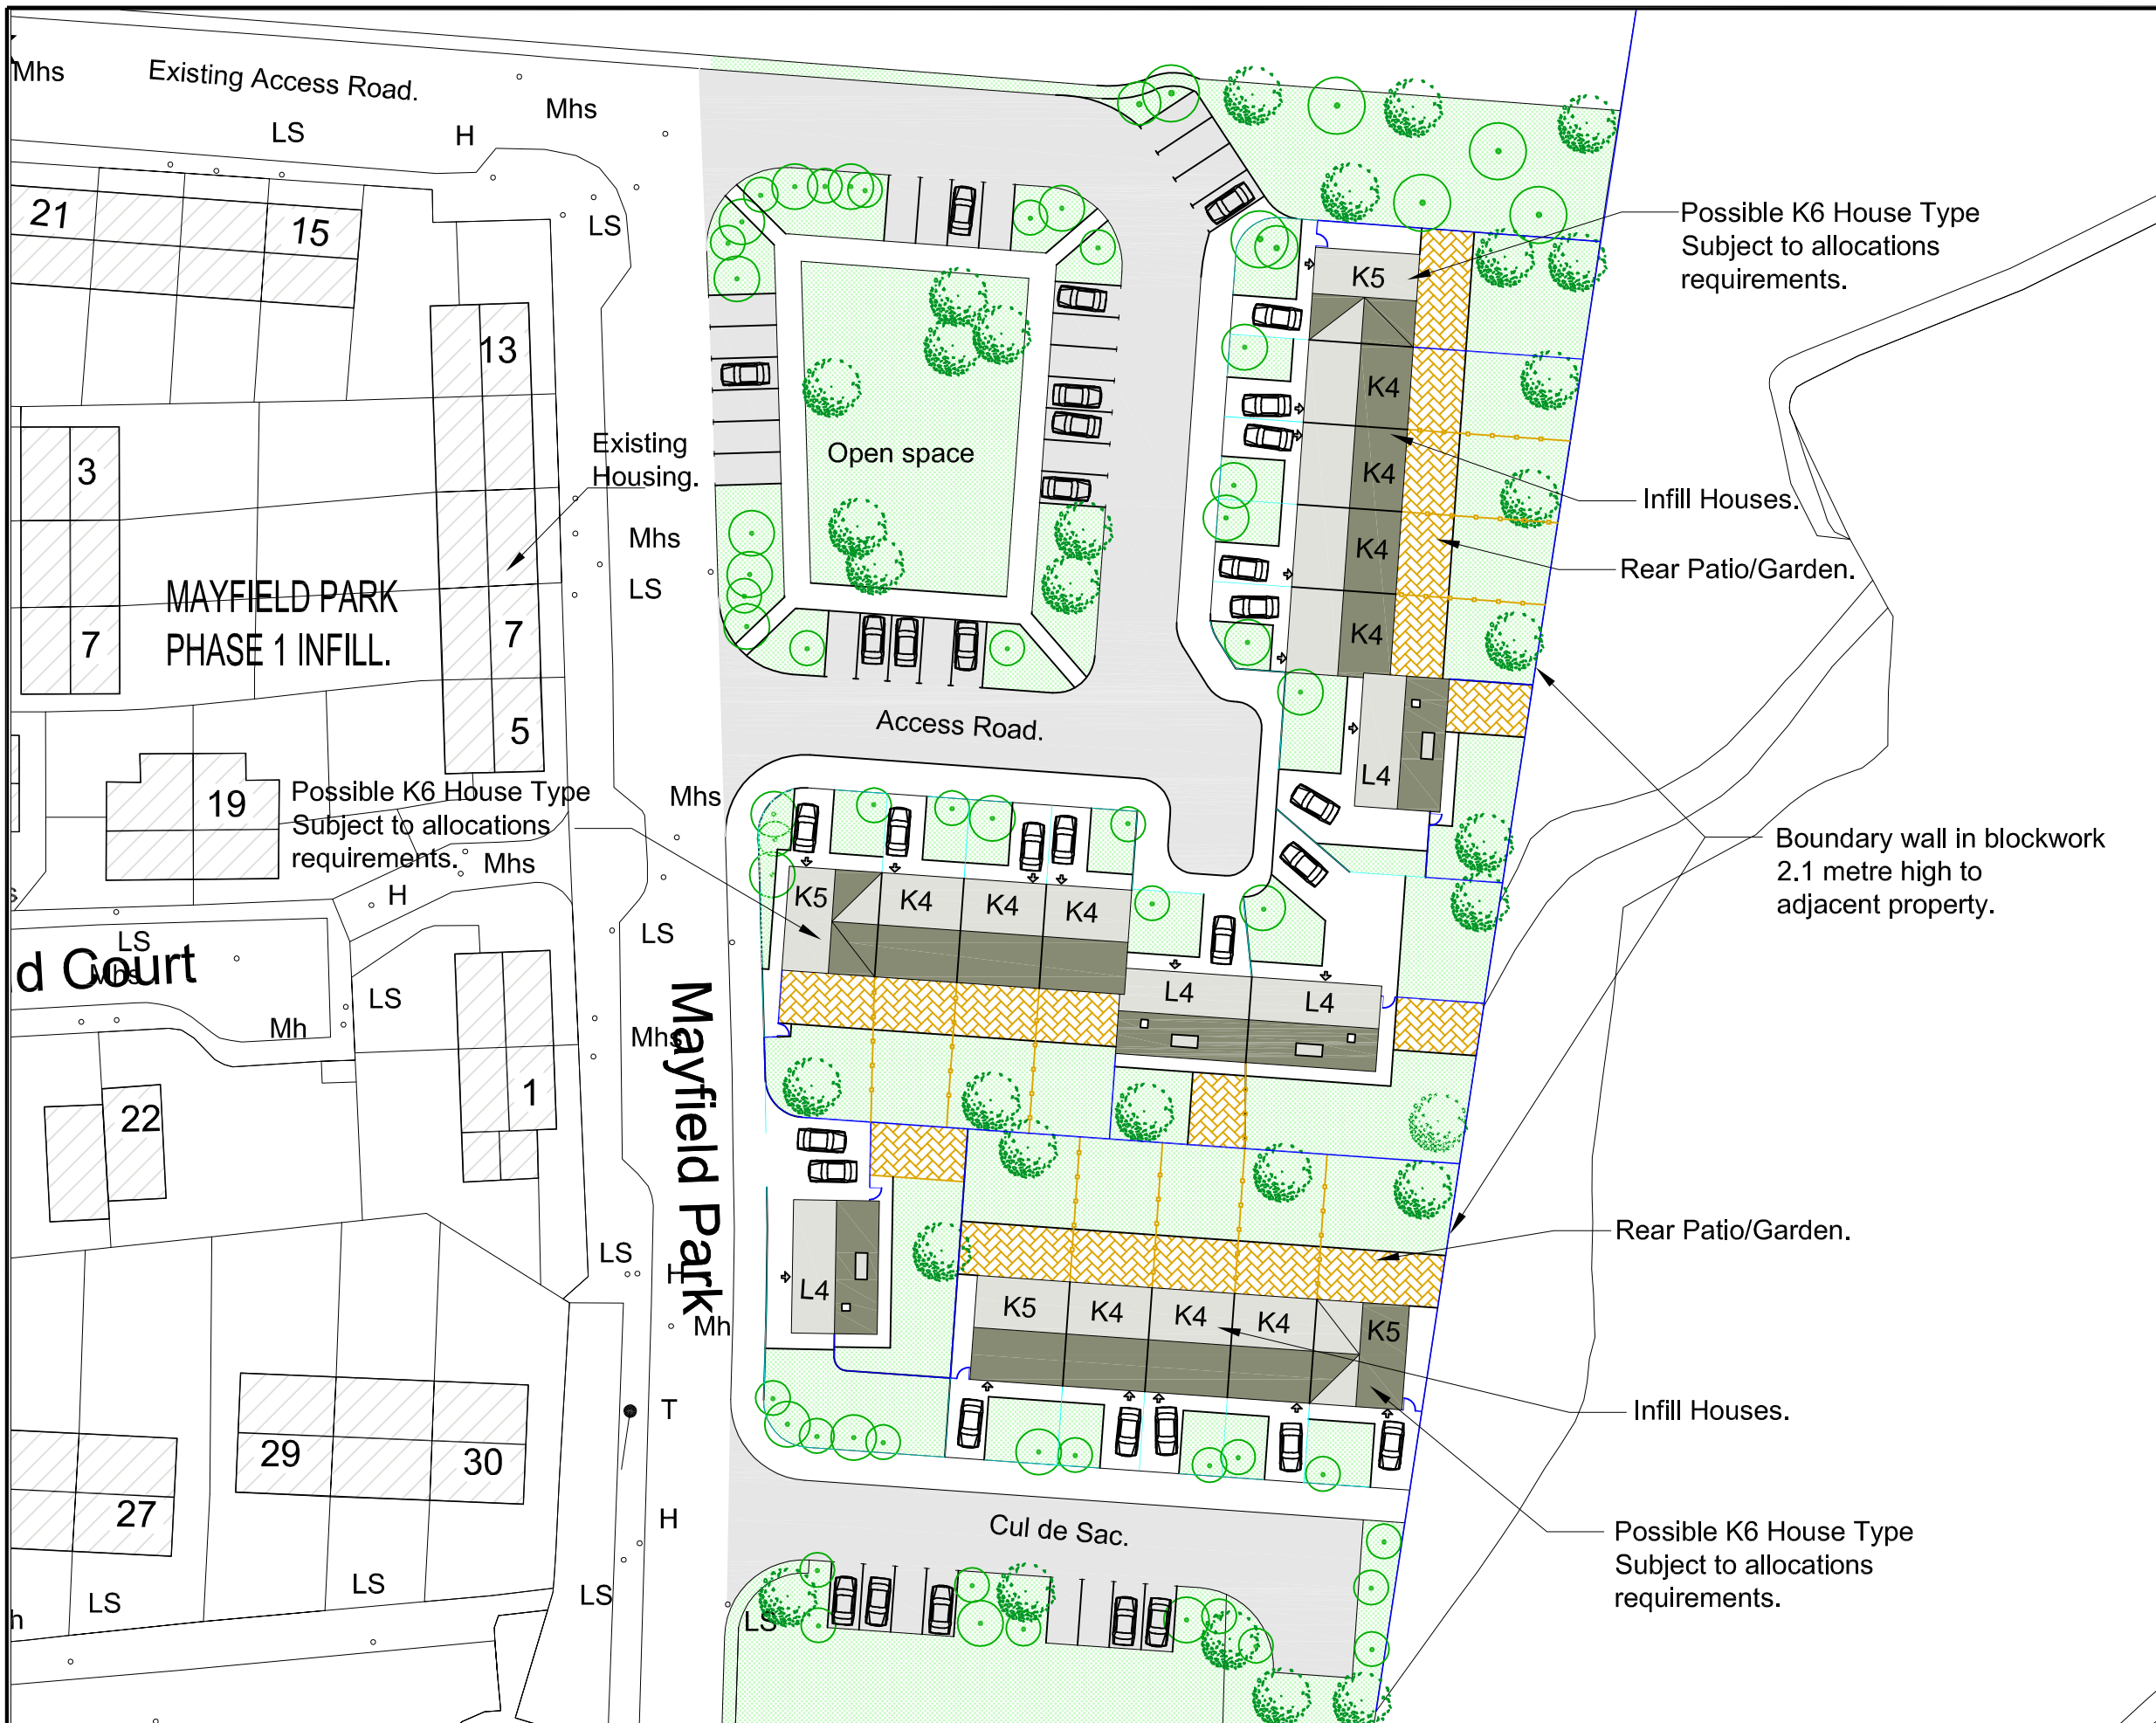 Mhs
Existing Access Road.
Mhs
LS
H
LS
21
15
13
3
7
Existing
Housing.
Mhs
LS
MAYFIELD PARK
PHASE 1 INFILL.
7
5
19
Possible K6 House Type
Subject to allocations
requirements.
Mhs
Mhs
H
LS
LS
d Court
Mhs
LS
Mh
Mhs
Mayfield Park
1
22
LS
H
Mh
T
H
29
30
27
LS
LS
LS
LS
h
Open space
Access Road.
K5
K4
K4
K4
K4
L4
K5
K4
K4
K4
L4
L4
L4
K5
K4
K4
K4
K5
Cul de Sac.
Possible K6 House Type
Subject to allocations
requirements.
Infill Houses.
Rear Patio/Garden.
Boundary wall in blockwork
2.1 metre high to
adjacent property.
Rear Patio/Garden.
Infill Houses.
Possible K6 House Type
Subject to allocations
requirements.